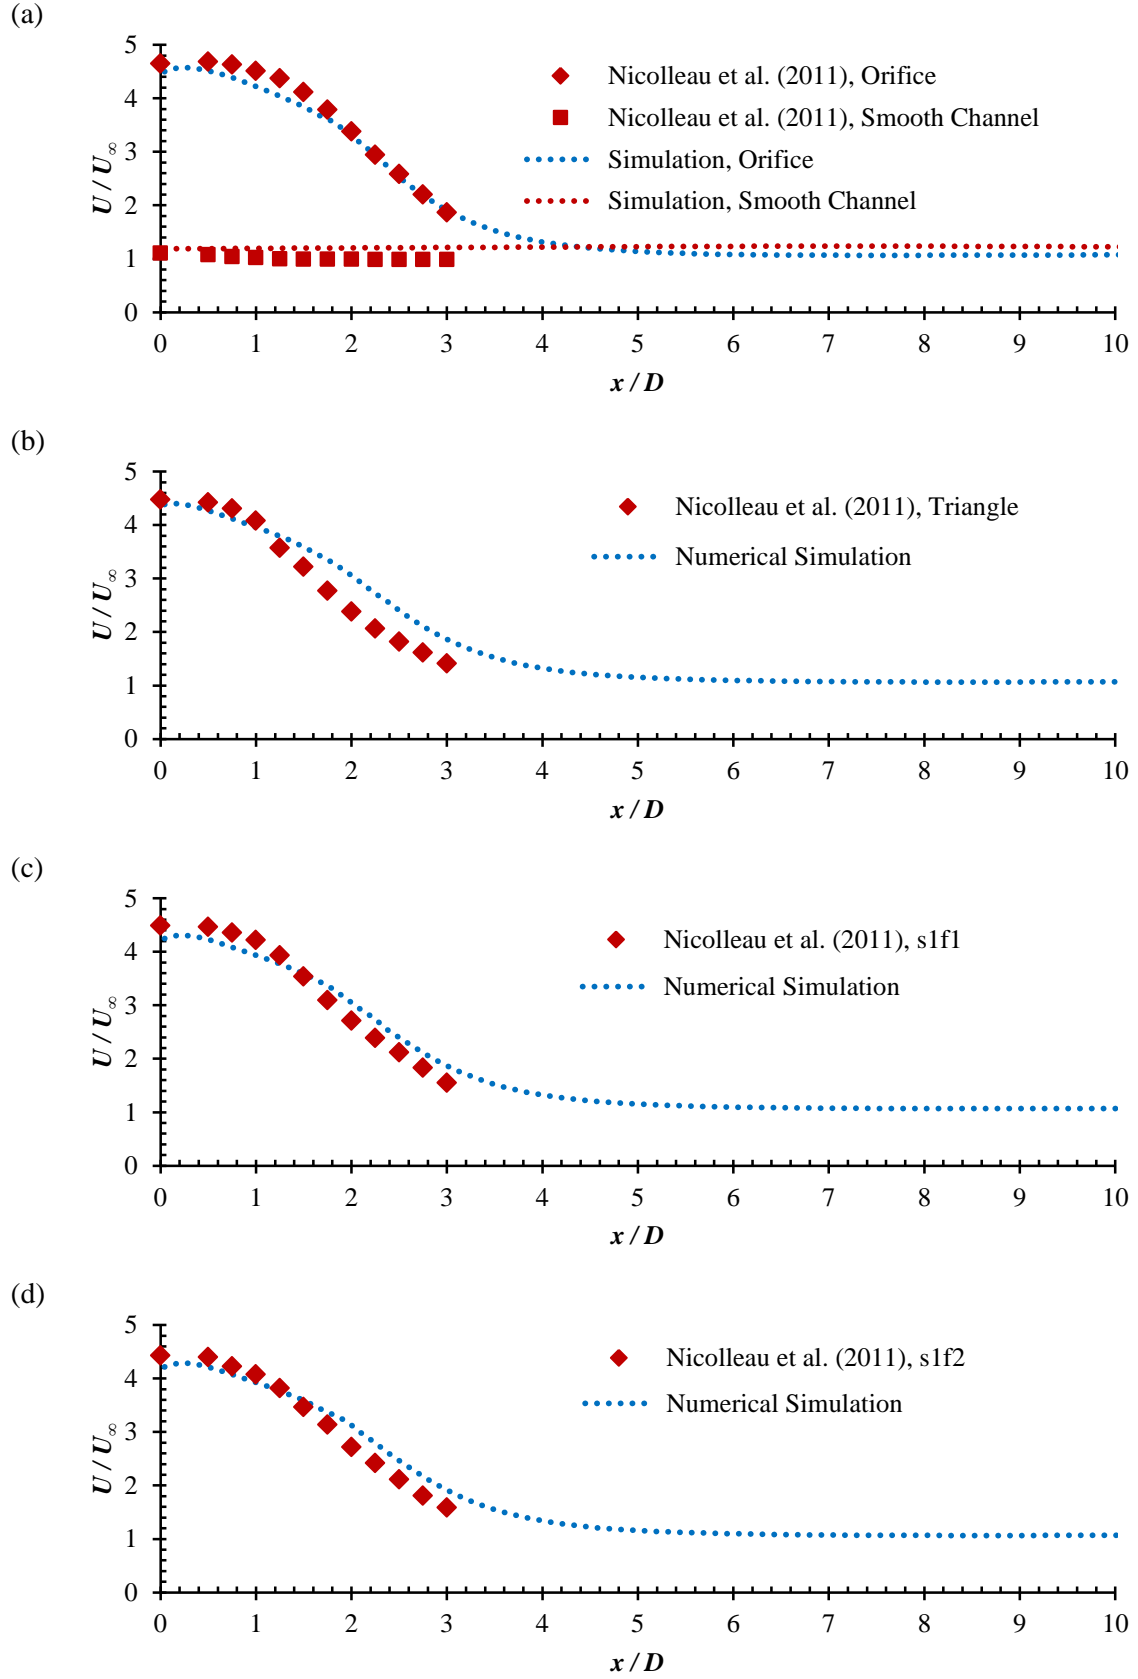 (a)
5
4
3
2
1
0
U / U∞
Nicolleau et al. (2011), Orifice
Nicolleau et al. (2011), Smooth Channel
Simulation, Orifice
Simulation, Smooth Channel
0 1 2 3 4 5 6 7 8 9 10
x / D
(b)
5
4
3
2
1
0
U / U∞
Nicolleau et al. (2011), Triangle
Numerical Simulation
0 1 2 3 4 5 6 7 8 9 10
x / D
(c)
5
4
3
2
1
0
U / U∞
Nicolleau et al. (2011), s1f1
Numerical Simulation
0 1 2 3 4 5 6 7 8 9 10
x / D
(d)
5
4
3
2
1
0
U / U∞
Nicolleau et al. (2011), s1f2
Numerical Simulation
0 1 2 3 4 5 6 7 8 9 10
x / D